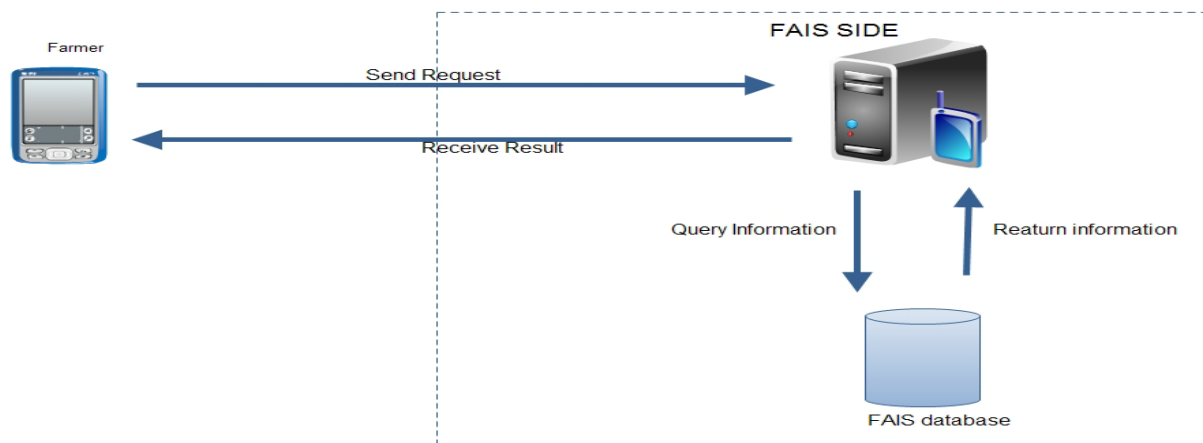 FAIS SIDE
Farmer
Send Request
Receive Result
Query Information
Reaturn information
FAIS database